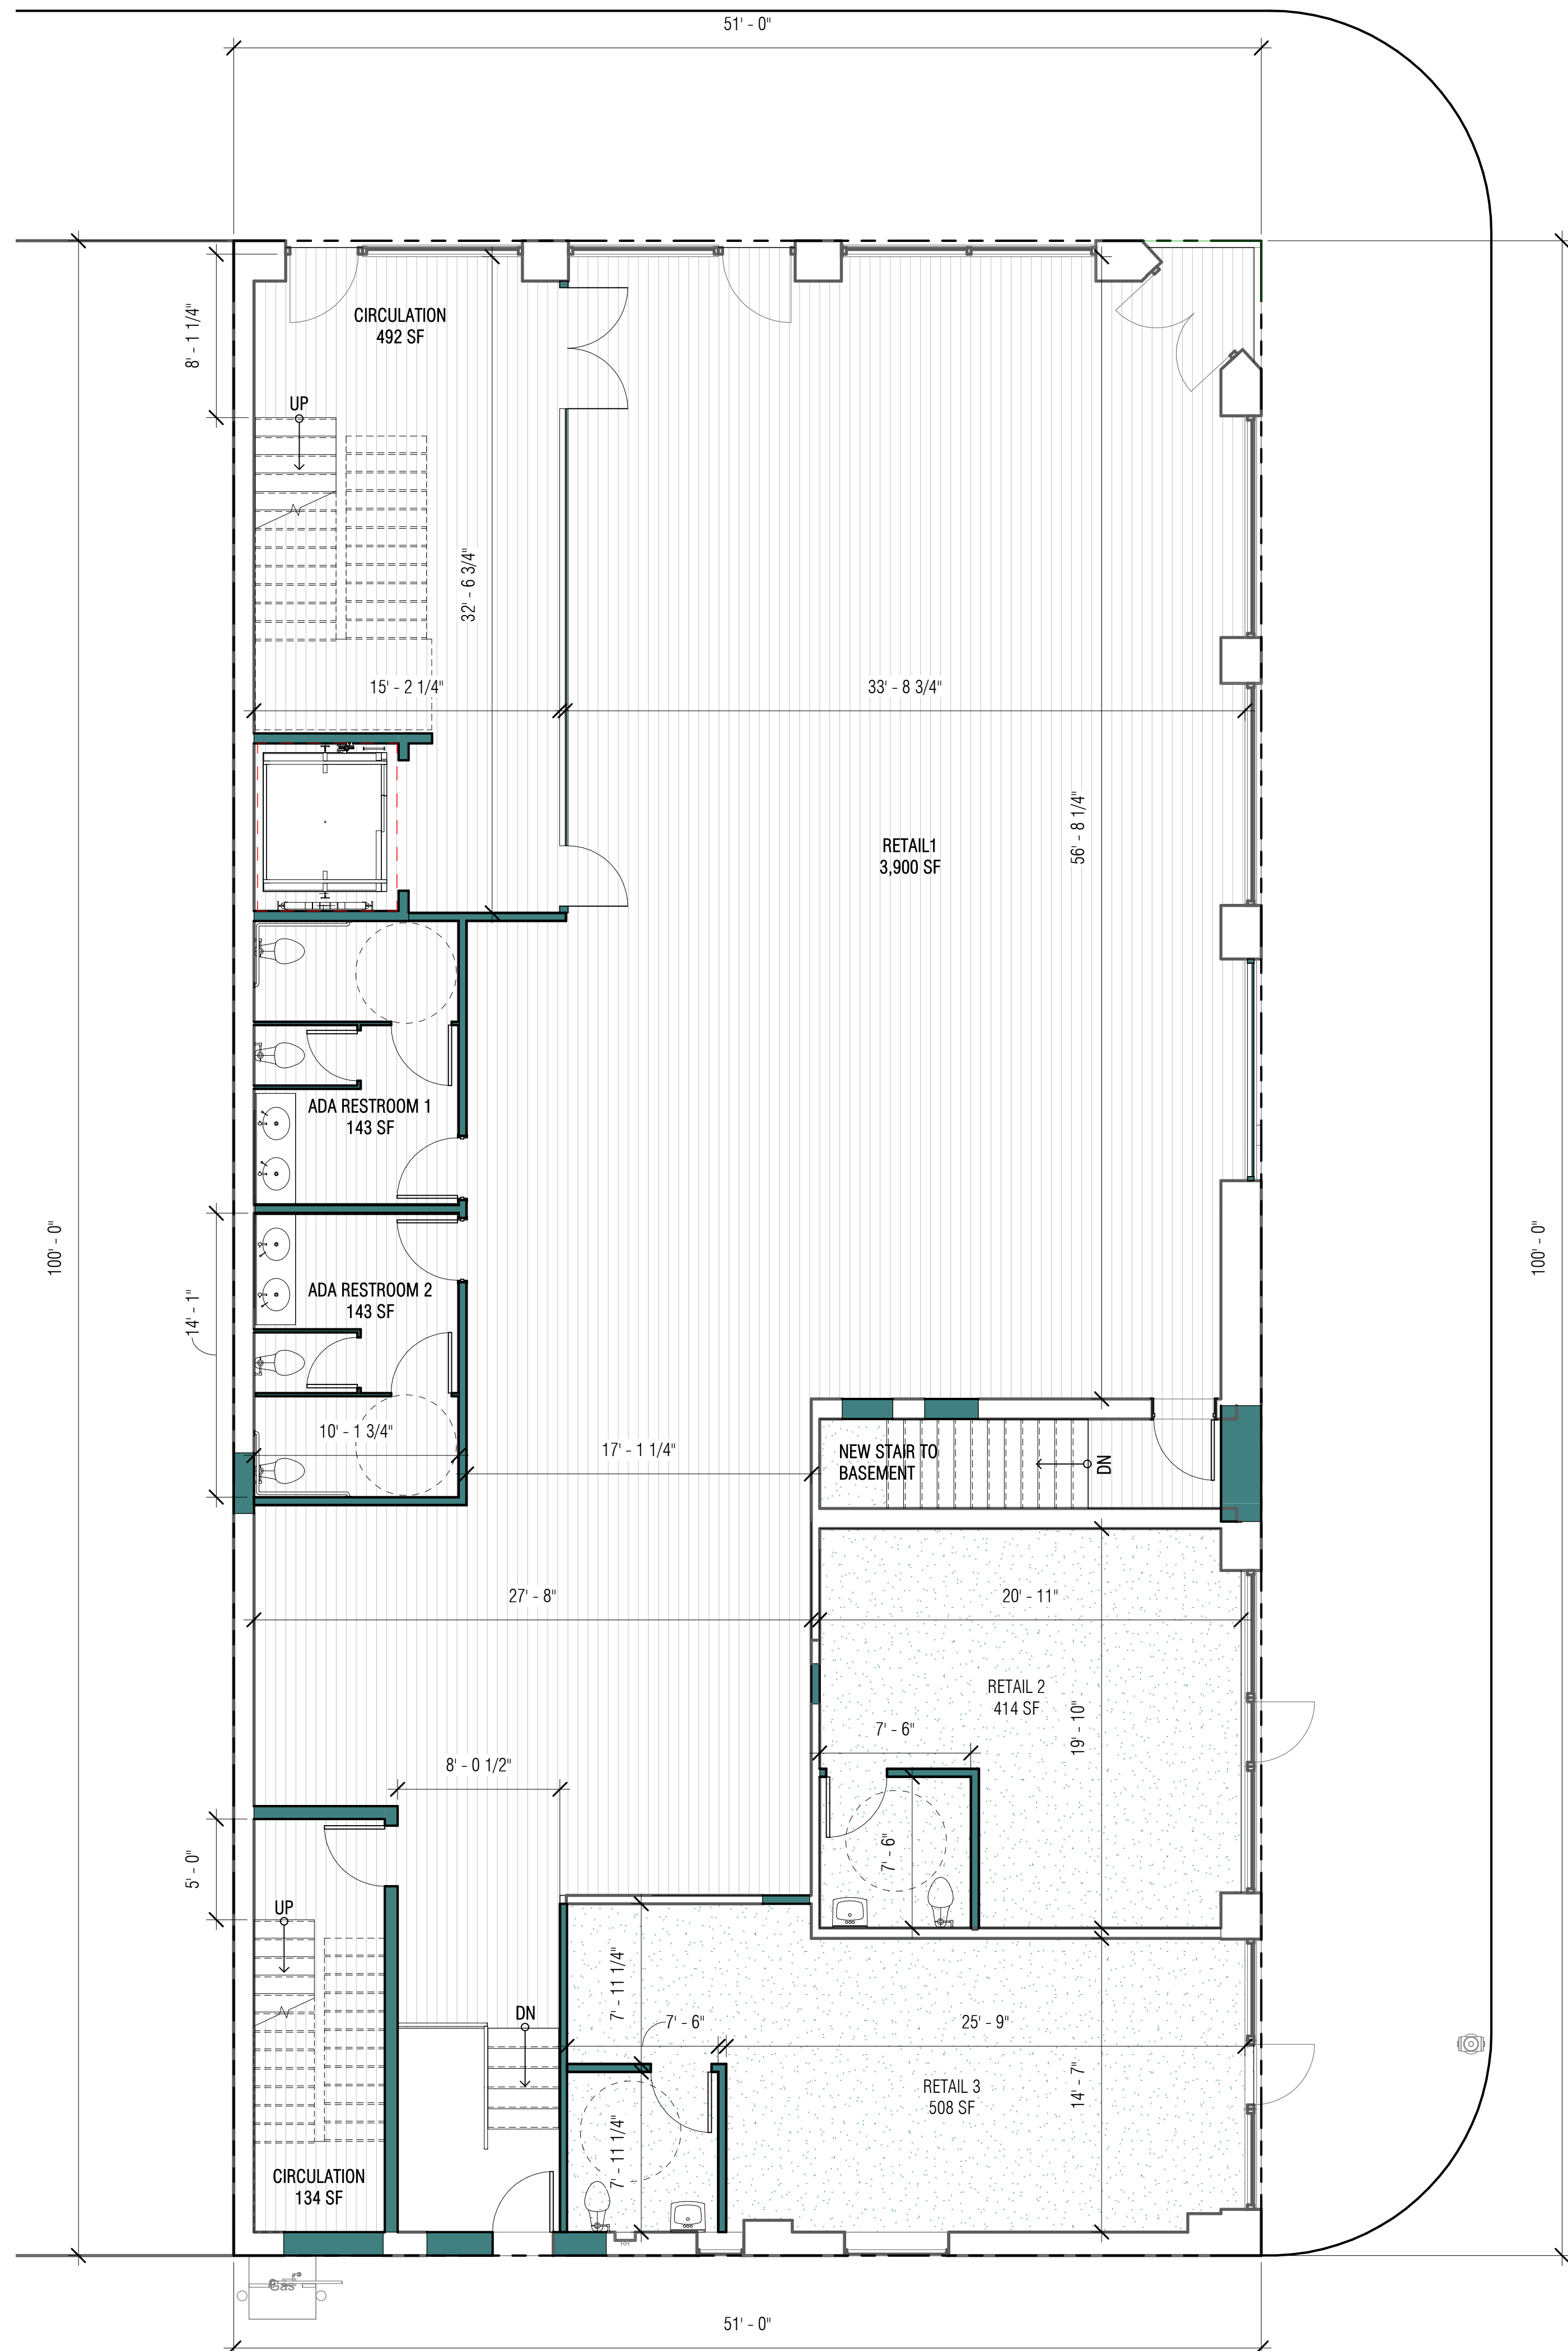 51' - 0"
8' - 1 1/4"
CIRCULATION
492 SF
UP
32' - 6 3/4"
15' - 2 1/4"
33' - 8 3/4"
56' - 8 1/4"
RETAIL1
3,900 SF
ADA RESTROOM 1
143 SF
100' - 0"
100' - 0"
14' - 1"
ADA RESTROOM 2
143 SF
10' - 1 3/4"
17' - 1 1/4"
NEW STAIR TO
BASEMENT
DN
27' - 8"
20' - 11"
RETAIL 2
414 SF
19' - 10"
7' - 6"
8' - 0 1/2"
7' - 6"
5' - 0"
UP
7' - 11 1/4"
DN
7' - 6"
25' - 9"
RETAIL 3
508 SF
14' - 7"
7' - 11 1/4"
CIRCULATION
134 SF
Gas
51' - 0"